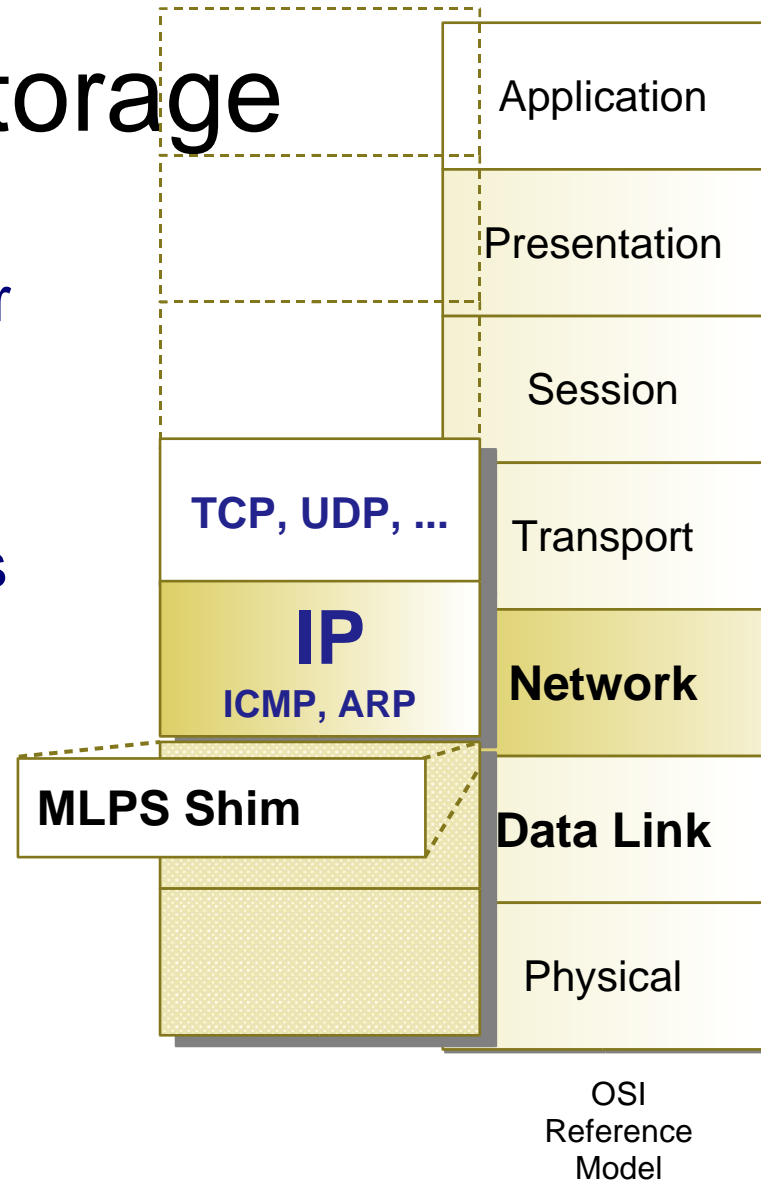 torage
r
s
TCP, UDP, ...
IP
ICMP, ARP
MLPS Shim
Application
Presentation
Session
Transport
Network
Data Link
Physical
OSI
Reference
Model